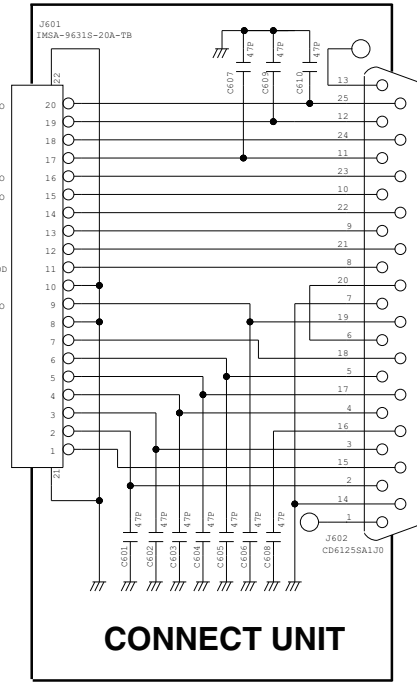 J601
IMSA-9631S-20A-TB
22
20
19
18
17
16
15
14
13
12
11
10
9
8
7
6
5
4
3
2
1
21
47P
C607
47P
C609
47P
C610
13
25
12
24
11
23
10
22
9
21
8
20
7
19
6
18
5
17
4
16
3
15
2
14
1
J602
CD6125SA1J0
47P
C601
47P
C602
47P
C603
47P
C604
47P
C605
47P
C606
47P
C608
CONNECT UNIT